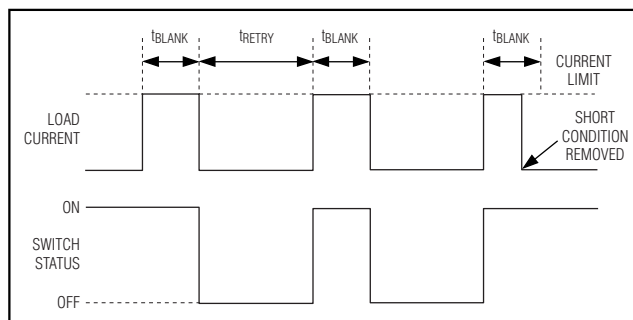 tBLANK
tRETRY
tBLANK
tBLANK
CURRENT
LIMIT
LOAD
CURRENT
SHORT
CONDITION
REMOVED
ON
SWITCH
STATUS
OFF